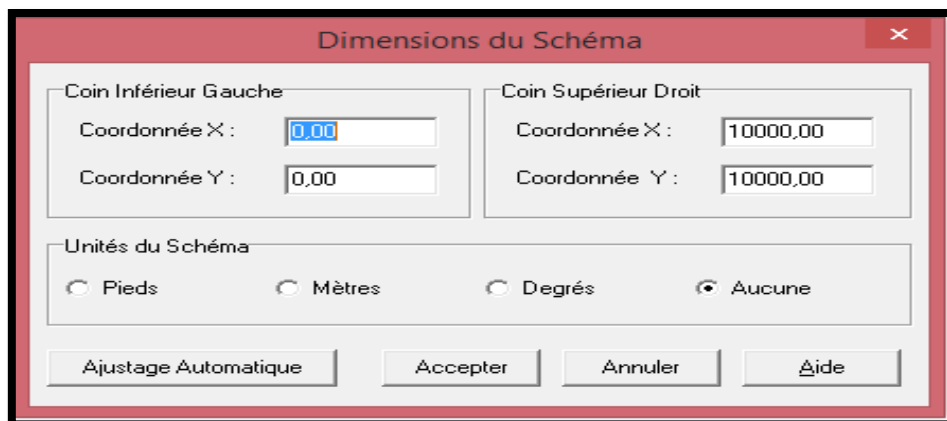 Dimensions du Schéma
Coin Inférieur Gauche
Coordonnée X : 0,00
Coordonnée Y : 0,00
Coin Supérieur Droit
Coordonnée X : 10000,00
Coordonnée Y : 10000,00
Unités du Schéma
Pieds Mètres Degrés Aucune
Ajustage Automatique Accepter Annuler Aide